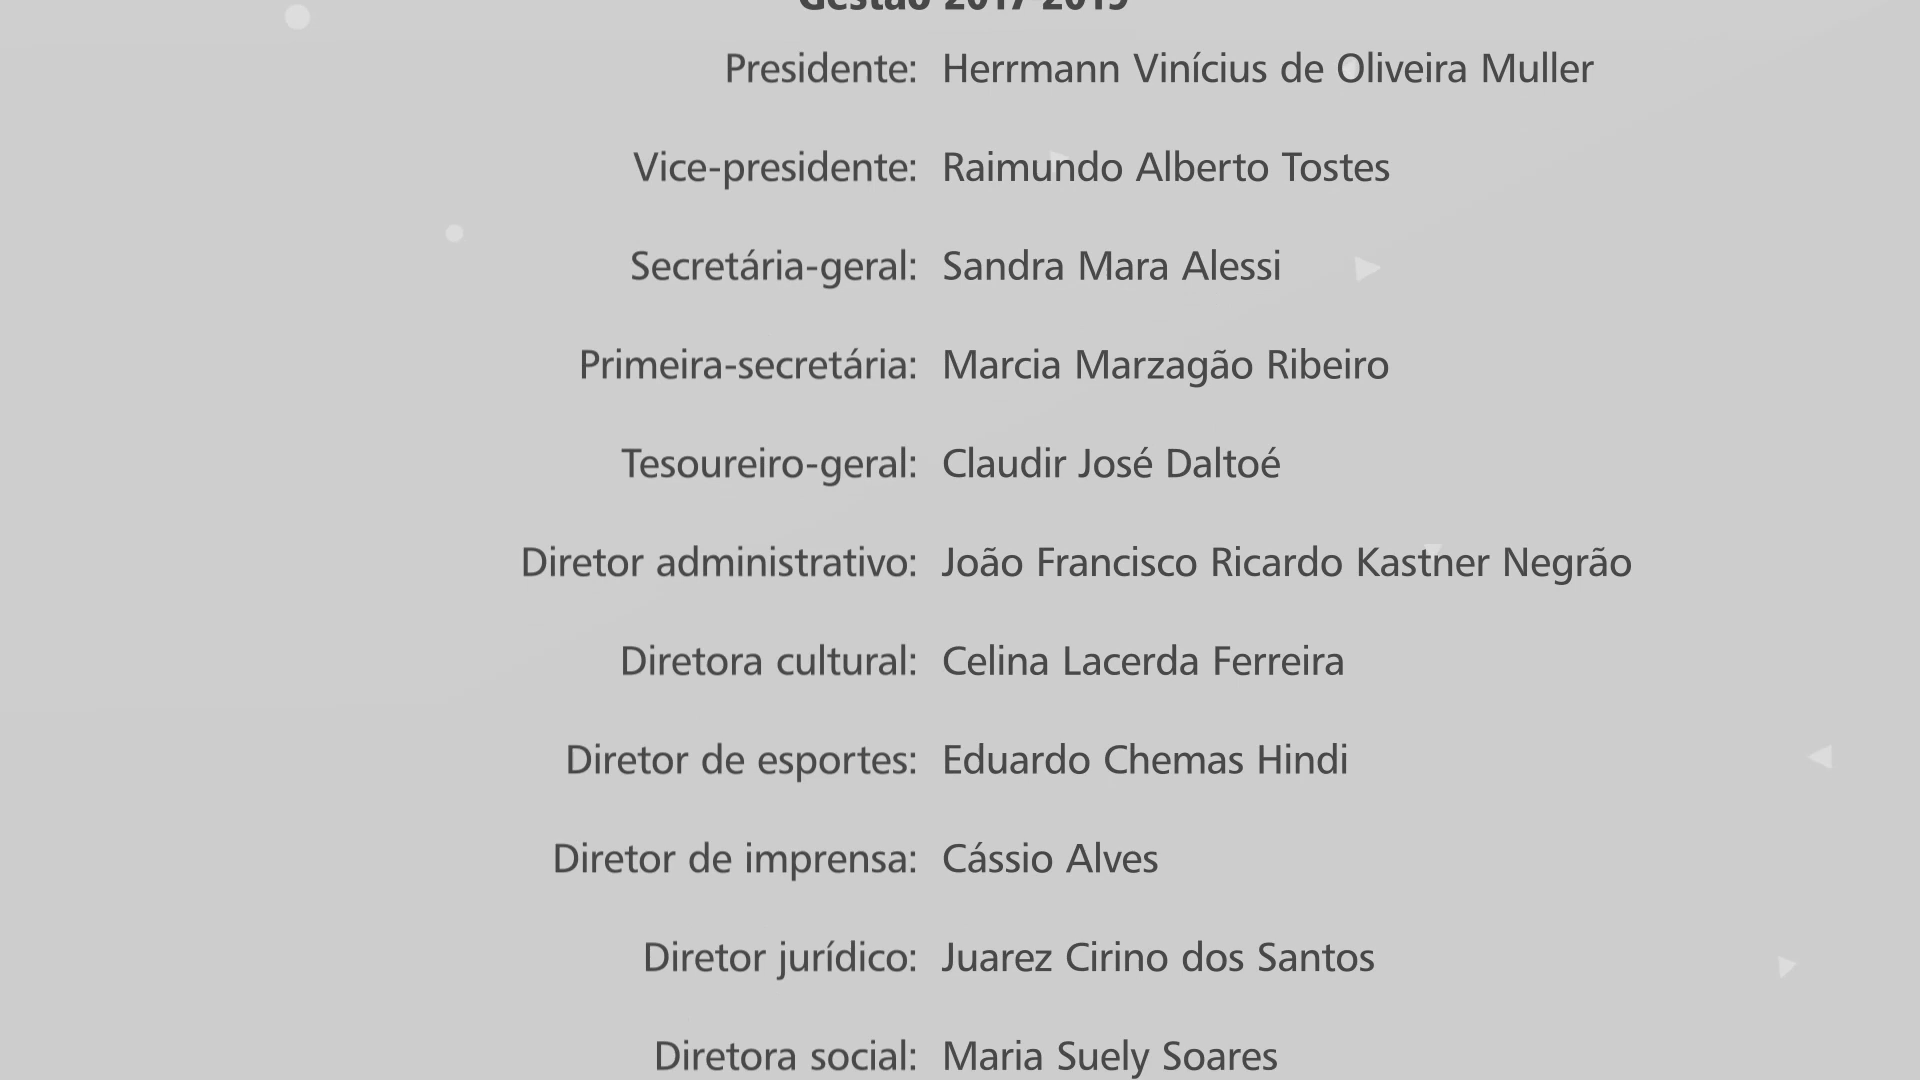 Gestão 2017-2019
Presidente: Herrmann Vinícius de Oliveira Muller
Vice-presidente: Raimundo Alberto Tostes
Secretária-geral: Sandra Mara Alessi
Primeira-secretária: Marcia Marzagão Ribeiro
Tesoureiro-geral: Claudir José Daltoé
Diretor administrativo: João Francisco Ricardo Kastner Negrão
Diretora cultural: Celina Lacerda Ferreira
Diretor de esportes: Eduardo Chemas Hindi
Diretor de imprensa: Cássio Alves
Diretor jurídico: Juarez Cirino dos Santos
Diretora social: Maria Suely Soares